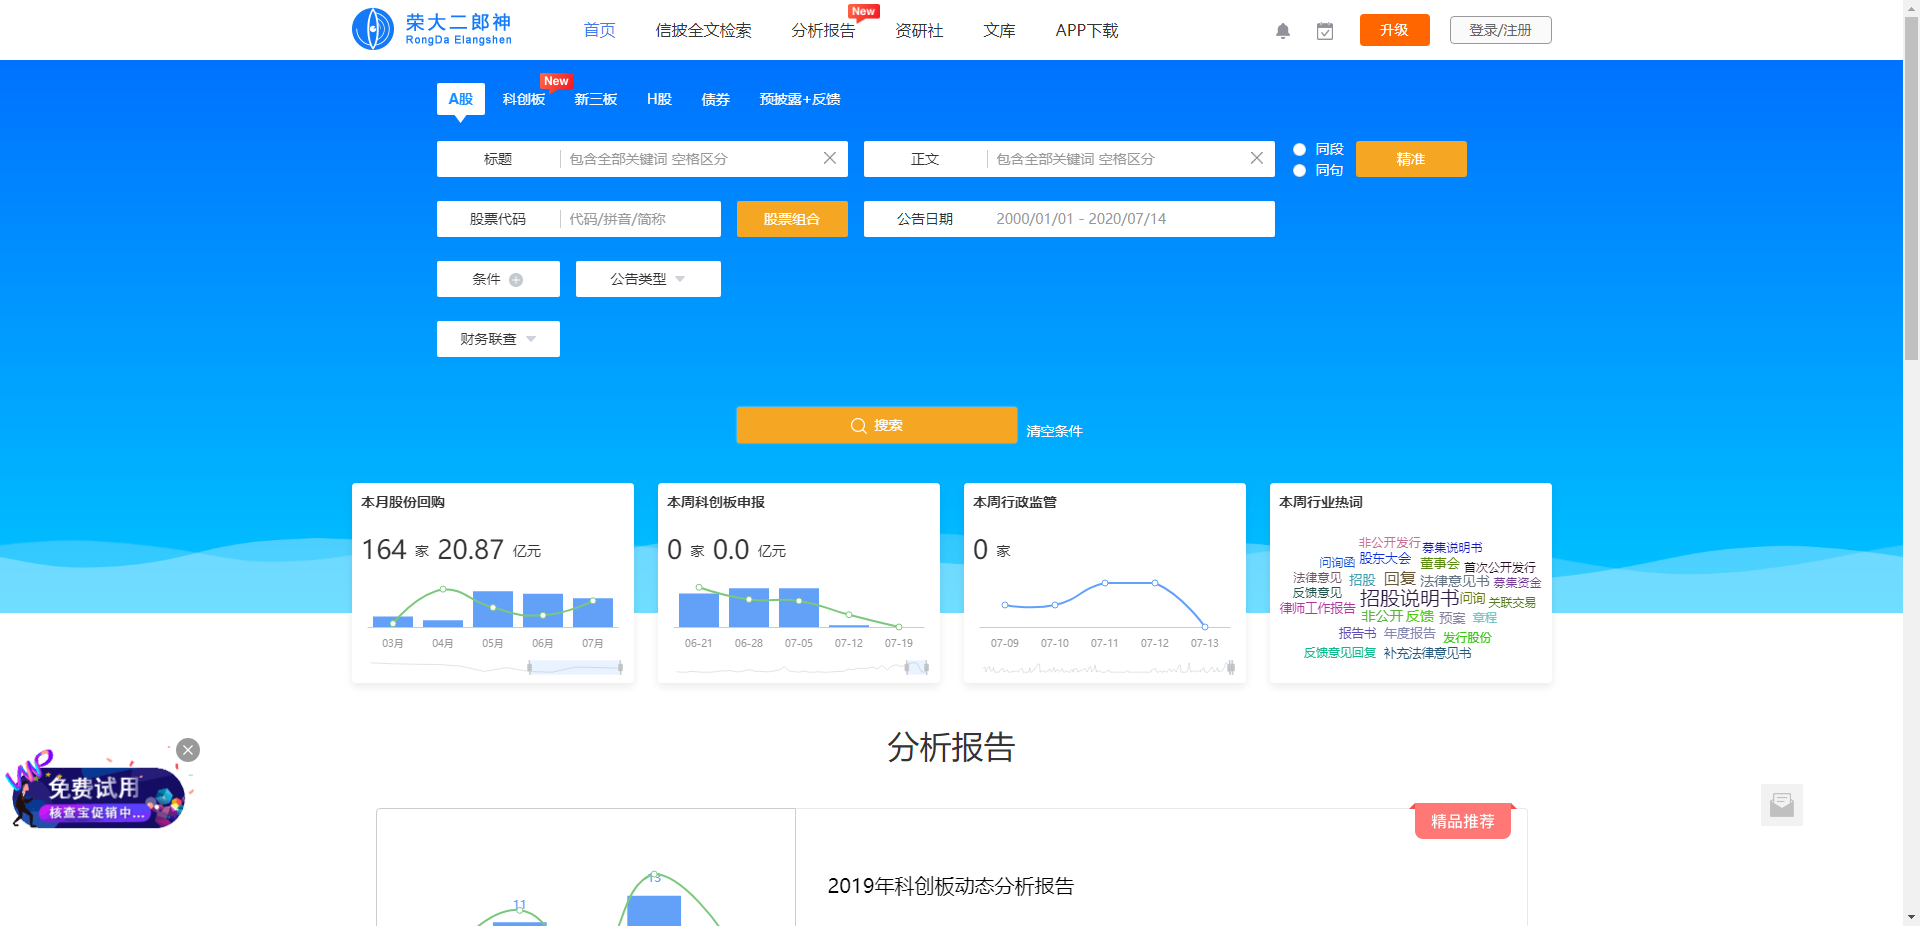 荣大二郎神
RongDa Elangshen
首页
信披全文检索
分析报告
New
资研社
文库
APP下载
升级
登录/注册
A股
科创板
New
新三板
H股
债券
预披露+反馈
标题
包含全部关键词 空格区分
正文
包含全部关键词 空格区分
同段
同句
精准
股票代码
代码/拼音/简称
股票组合
公告日期
2000/01/01 - 2020/07/14
条件
公告类型
财务联查
搜索
清空条件
本月股份回购
164 家 20.87 亿元
03月 04月 05月 06月 07月
本周科创板申报
0 家 0.0 亿元
06-21 06-28 07-05 07-12 07-19
本周行政监管
0 家
07-09 07-10 07-11 07-12 07-13
本周行业热词
非公开发行 募集说明书
问询函 股东大会 董事会 首次公开发行
法律意见 招股 回复 法律意见书 募集资金
反馈意见 招股说明书 问询 关联交易
律师工作报告 非公开 反馈 预案 章程
报告书 年度报告 发行股份
反馈意见回复 补充法律意见书
分析报告
VIP
免费试用
核查宝促销中...
精品推荐
2019年科创板动态分析报告
11
13